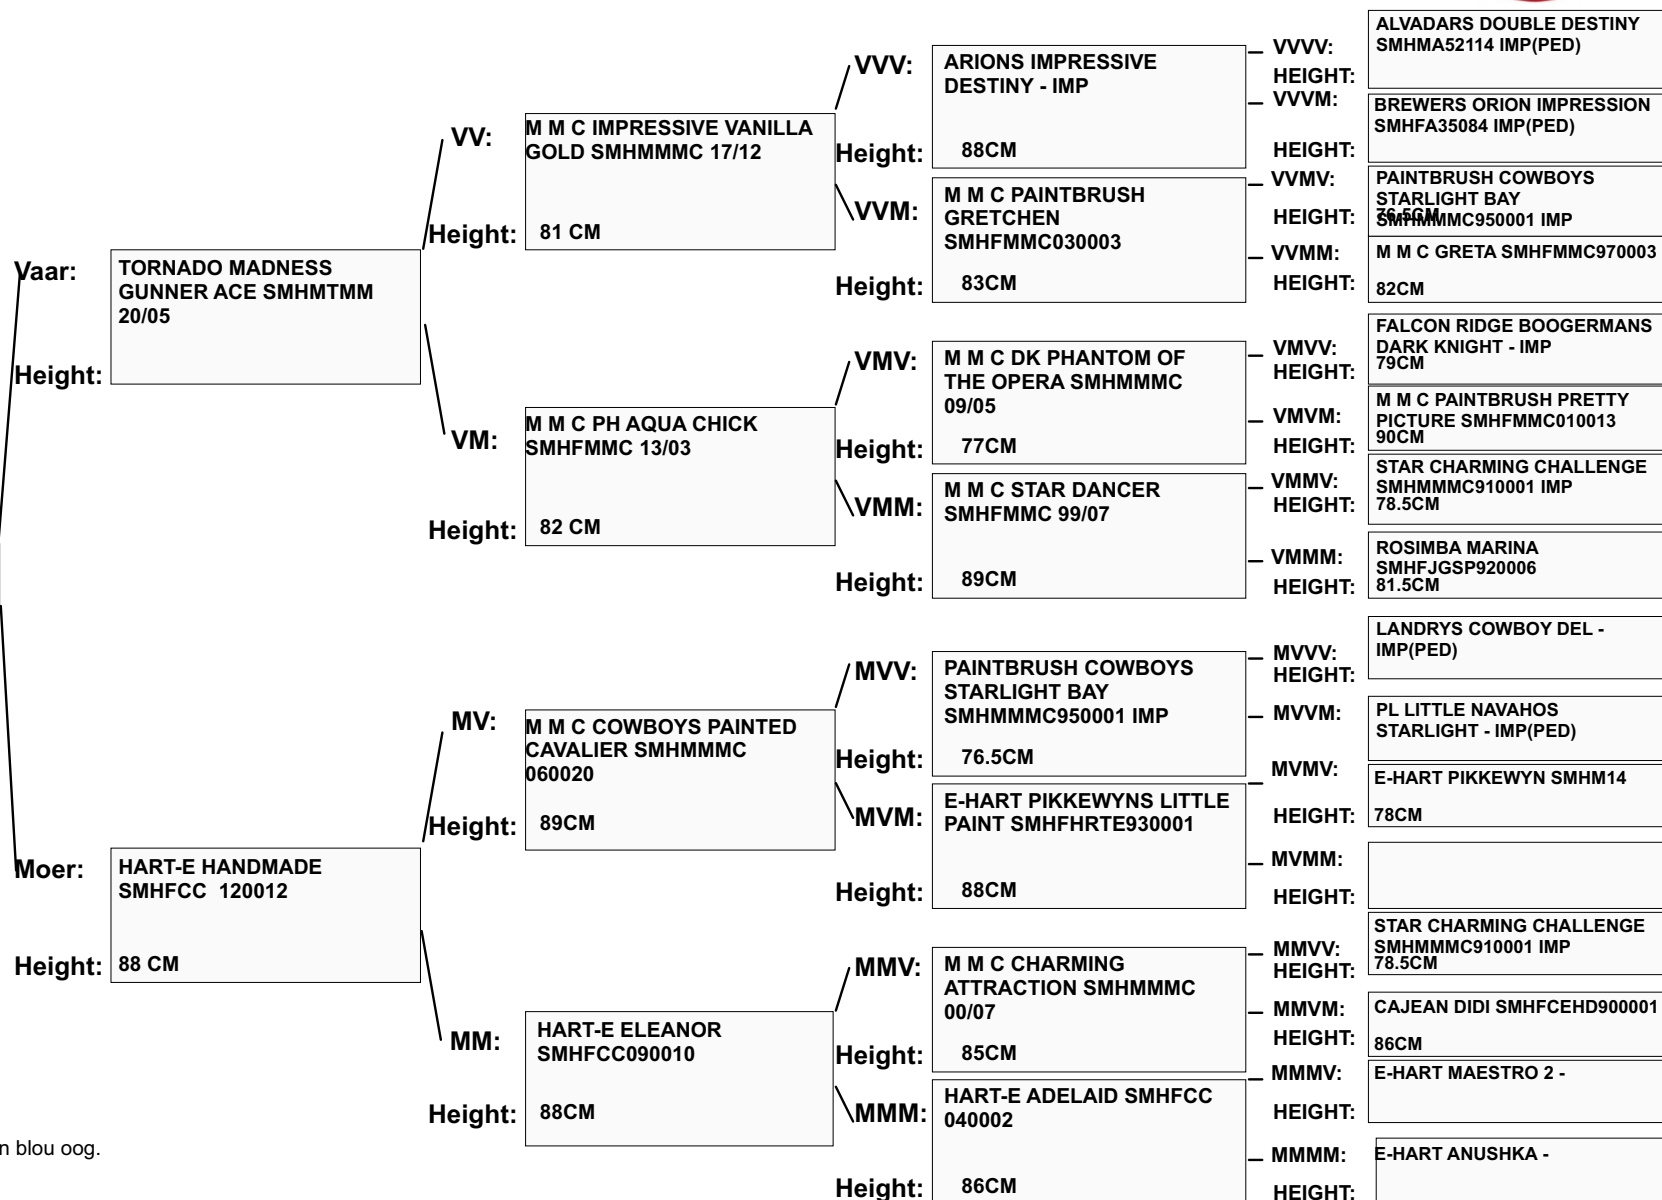 Vaar:
TORNADO MADNESS
GUNNER ACE SMHMTMM
20/05
Height:
Moer:
HART-E HANDMADE
SMHFCC 120012
Height:
88 CM
n blou oog.
VV:
M M C IMPRESSIVE VANILLA
GOLD SMHMMMC 17/12
Height:
81 CM
VM:
M M C PH AQUA CHICK
SMHFMMC 13/03
Height:
82 CM
MV:
M M C COWBOYS PAINTED
CAVALIER SMHMMMC
060020
Height:
89CM
MM:
HART-E ELEANOR
SMHFCC090010
Height:
88CM
VVV:
ARIONS IMPRESSIVE
DESTINY - IMP
Height:
88CM
VVM:
M M C PAINTBRUSH
GRETCHEN
SMHFMMC030003
Height:
83CM
VMV:
M M C DK PHANTOM OF
THE OPERA SMHMMMC
09/05
Height:
77CM
VMM:
M M C STAR DANCER
SMHFMMC 99/07
Height:
89CM
MVV:
PAINTBRUSH COWBOYS
STARLIGHT BAY
SMHMMMC950001 IMP
Height:
76.5CM
MVM:
E-HART PIKKEWYNS LITTLE
PAINT SMHFHRTE930001
Height:
88CM
MMV:
M M C CHARMING
ATTRACTION SMHMMMC
00/07
Height:
85CM
MMM:
HART-E ADELAID SMHFCC
040002
Height:
86CM
VVVV:
ALVADARS DOUBLE DESTINY
SMHMA52114 IMP(PED)
HEIGHT:
VVVM:
BREWERS ORION IMPRESSION
SMHFA35084 IMP(PED)
HEIGHT:
VVMV:
PAINTBRUSH COWBOYS
STARLIGHT BAY
SMHMMMC950001 IMP
HEIGHT:
76.5CM
VVMM:
M M C GRETA SMHFMMC970003
HEIGHT:
82CM
VMVV:
FALCON RIDGE BOOGERMANS
DARK KNIGHT - IMP
HEIGHT:
79CM
VMVM:
M M C PAINTBRUSH PRETTY
PICTURE SMHFMMC010013
HEIGHT:
90CM
VMMV:
STAR CHARMING CHALLENGE
SMHMMMC910001 IMP
HEIGHT:
78.5CM
VMMM:
ROSIMBA MARINA
SMHFJGSP920006
HEIGHT:
81.5CM
MVVV:
LANDRYS COWBOY DEL -
IMP(PED)
HEIGHT:
MVVM:
PL LITTLE NAVAHOS
STARLIGHT - IMP(PED)
MVMV:
E-HART PIKKEWYN SMHM14
HEIGHT:
78CM
MVMM:
HEIGHT:
MMVV:
STAR CHARMING CHALLENGE
SMHMMMC910001 IMP
HEIGHT:
78.5CM
MMVM:
CAJEAN DIDI SMHFCEHD900001
HEIGHT:
86CM
MMMV:
E-HART MAESTRO 2 -
HEIGHT:
MMMM:
E-HART ANUSHKA -
HEIGHT: